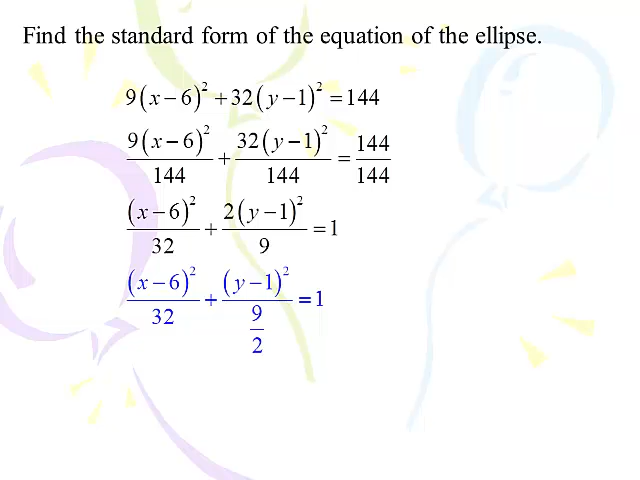 Find the standard form of the equation of the ellipse.
9(x − 6)² + 32(y − 1)² = 144
9(x − 6)²/144 + 32(y − 1)²/144 = 144/144
(x − 6)²/32 + 2(y − 1)²/9 = 1
(x − 6)²/32 + (y − 1)²/(9/2) = 1